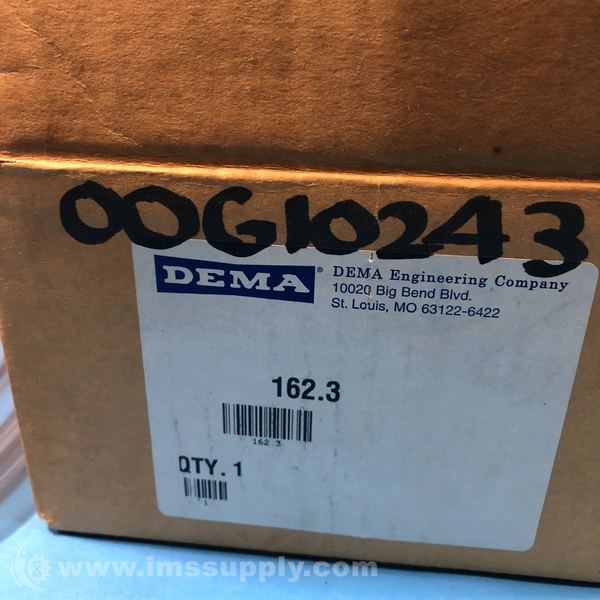 00G10243
DEMA® DEMA Engineering Company
10020 Big Bend Blvd.
St. Louis, MO 63122-6422
162.3
162.3
QTY. 1
1
www.imssupply.com